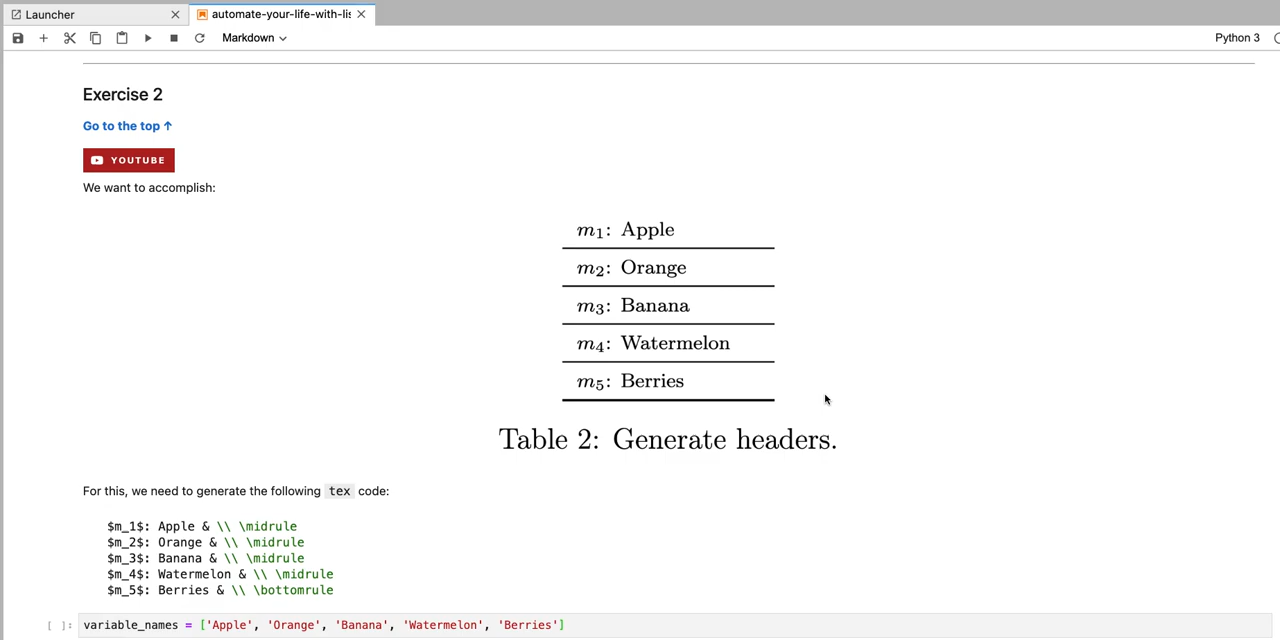 Launcher
automate-your-life-with-lis
Markdown
Python 3
Exercise 2
Go to the top ↑
YOUTUBE
We want to accomplish:
m₁: Apple
m₂: Orange
m₃: Banana
m₄: Watermelon
m₅: Berries
Table 2: Generate headers.
For this, we need to generate the following tex code:
$m_1$: Apple & \\ \midrule
$m_2$: Orange & \\ \midrule
$m_3$: Banana & \\ \midrule
$m_4$: Watermelon & \\ \midrule
$m_5$: Berries & \\ \bottomrule
[ ]: variable_names = ['Apple', 'Orange', 'Banana', 'Watermelon', 'Berries']